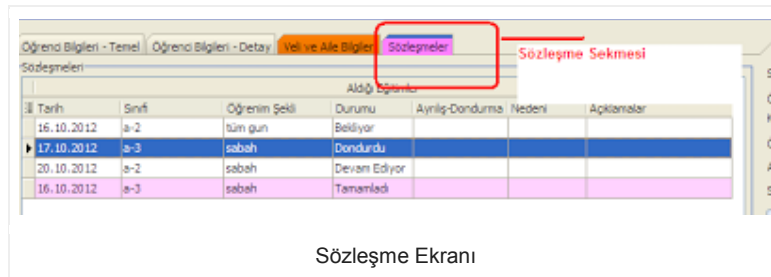 Öğrenci Bilgileri - Temel Öğrenci Bilgileri - Detay Veli ve Aile Bilgileri Sözleşmeler
Sözleşme Sekmesi
Sözleşmeleri
Aldığı Eğitimler
Tarih Sınıfı Öğrenim Şekli Durumu Ayrılış-Dondurma Nedeni Açıklamalar
16.10.2012 a-2 tüm gun Bekliyor
17.10.2012 a-3 sabah Dondurdu
20.10.2012 a-2 sabah Devam Ediyor
16.10.2012 a-3 sabah Tamamladı
Sözleşme Ekranı